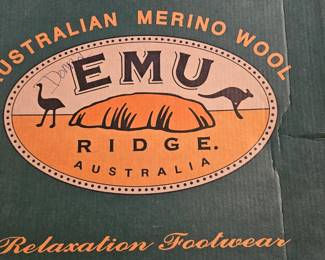 AUSTRALIAN MERINO WOOL
EMU
RIDGE.
AUSTRALIA
Relaxation Footwear